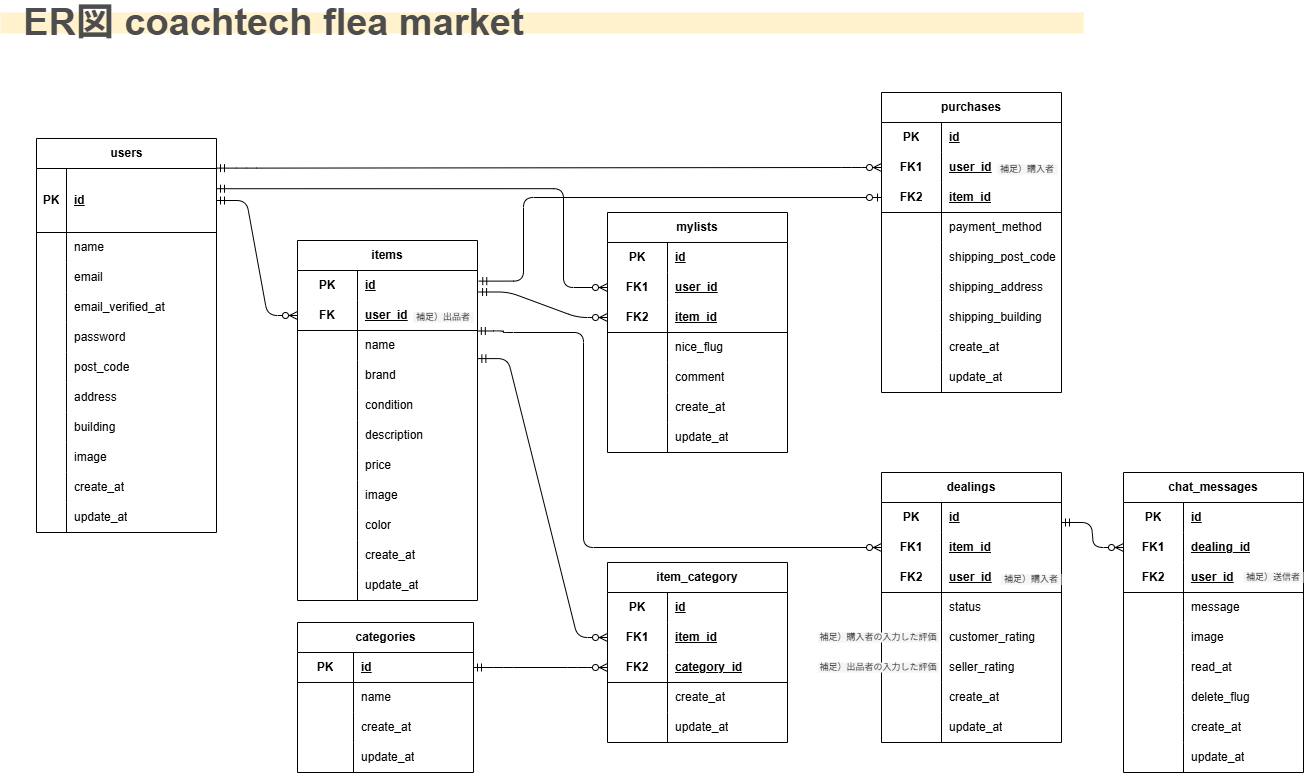 ER図 coachtech flea market
users
PK id
name
email
email_verified_at
password
post_code
address
building
image
create_at
update_at
items
PK id
FK user_id 補足）出品者
name
brand
condition
description
price
image
color
create_at
update_at
categories
PK id
name
create_at
update_at
mylists
PK id
FK1 user_id
FK2 item_id
nice_flug
comment
create_at
update_at
item_category
PK id
FK1 item_id
FK2 category_id
create_at
update_at
purchases
PK id
FK1 user_id 補足）購入者
FK2 item_id
payment_method
shipping_post_code
shipping_address
shipping_building
create_at
update_at
dealings
PK id
FK1 item_id
FK2 user_id 補足）購入者
status
補足）購入者の入力した評価 customer_rating
補足）出品者の入力した評価 seller_rating
create_at
update_at
chat_messages
PK id
FK1 dealing_id
FK2 user_id 補足）送信者
message
image
read_at
delete_flug
create_at
update_at